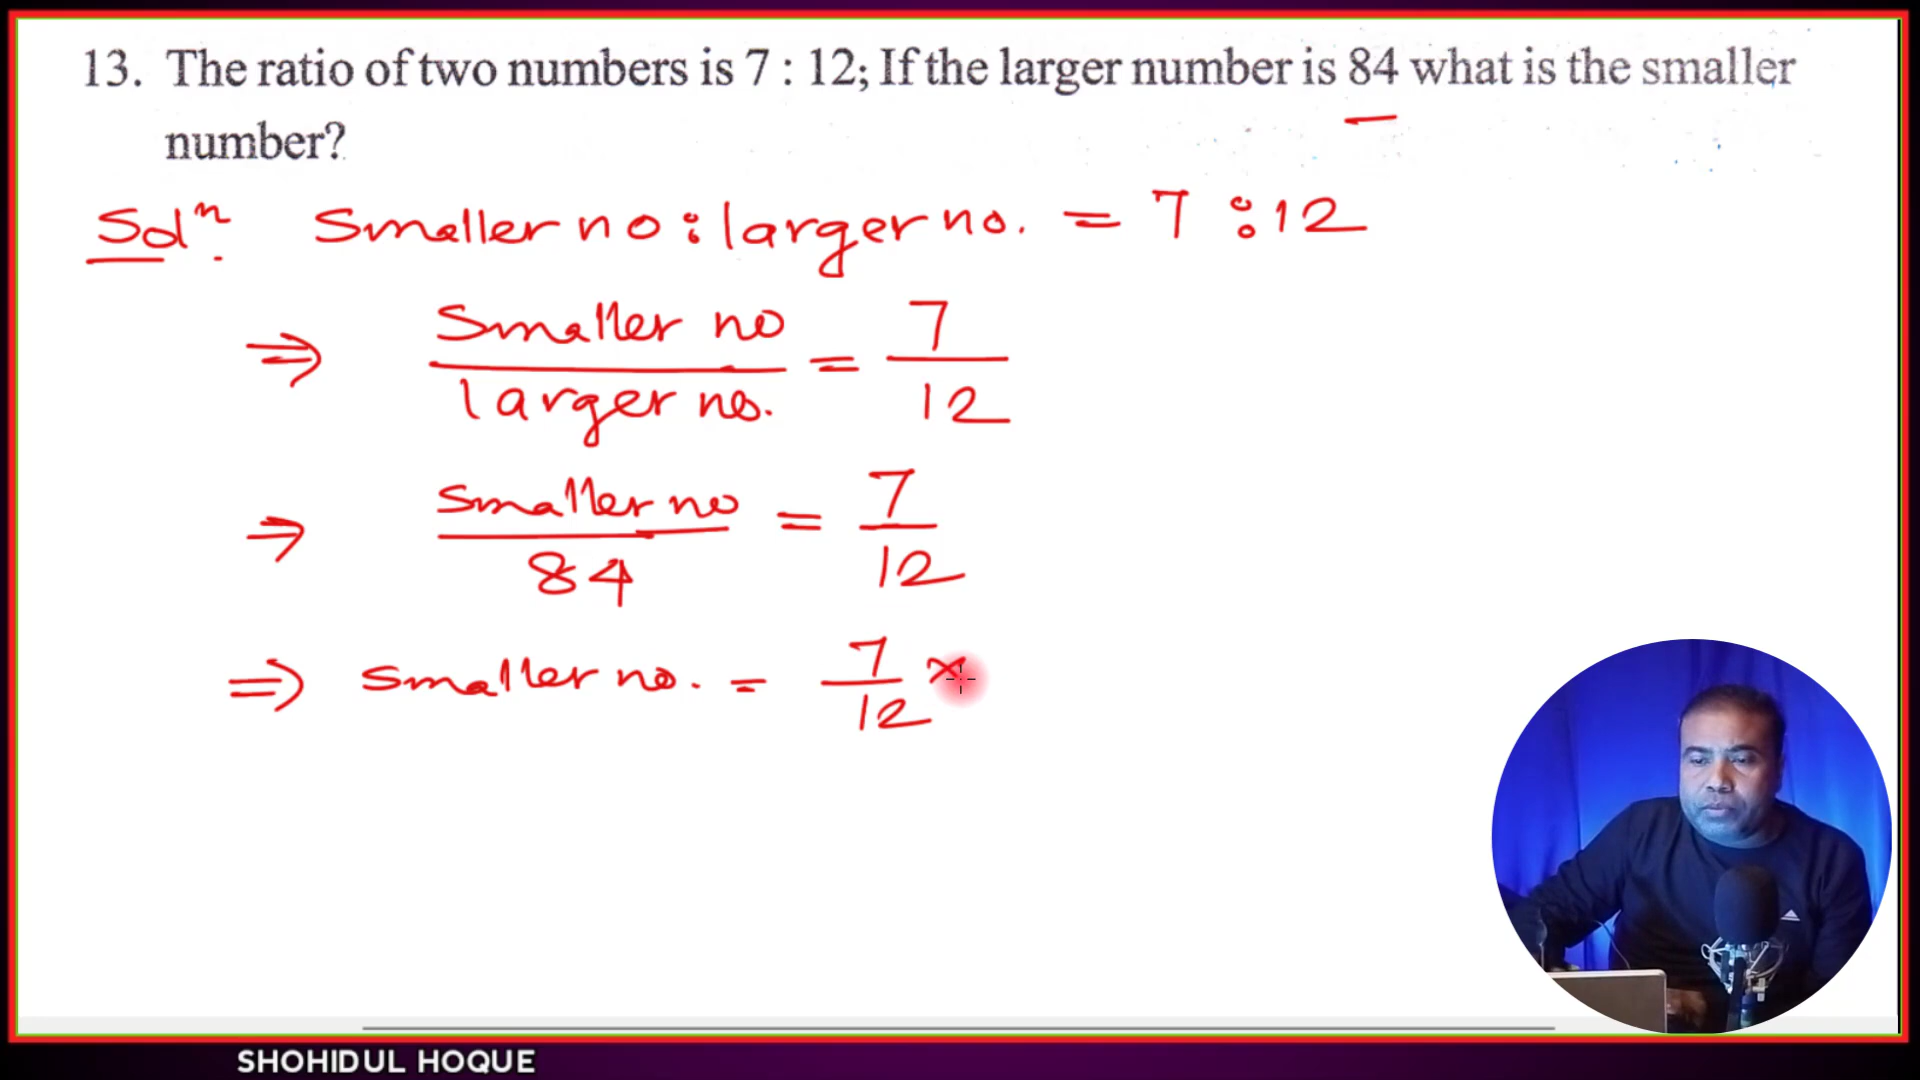 13. The ratio of two numbers is 7 : 12; If the larger number is 84 what is the smaller
number?
Solⁿ. Smaller no : larger no. = 7 : 12
⇒ Smaller no / larger no. = 7 / 12
⇒ Smaller no / 84 = 7 / 12
⇒ Smaller no. = 7 / 12 ×
SHOHIDUL HOQUE